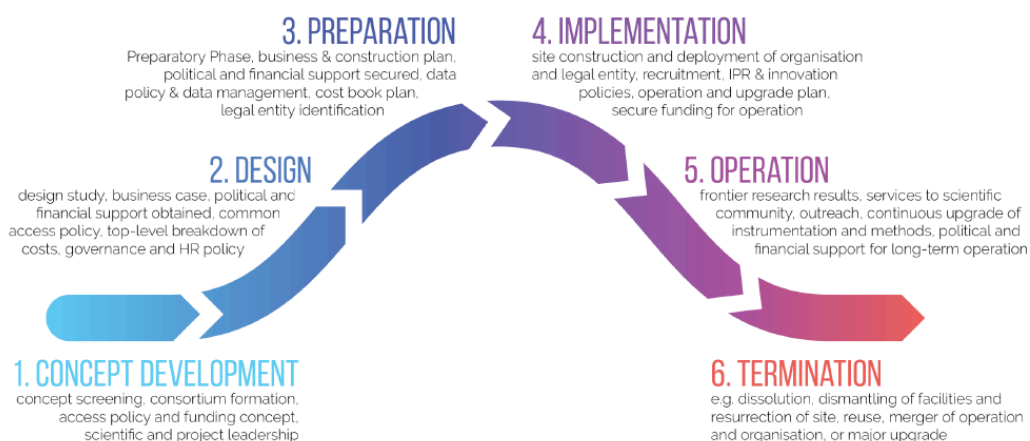 3. PREPARATION
Preparatory Phase, business & construction plan,
political and financial support secured, data
policy & data management, cost book plan,
legal entity identification
4. IMPLEMENTATION
site construction and deployment of organisation
and legal entity, recruitment, IPR & innovation
policies, operation and upgrade plan,
secure funding for operation
2. DESIGN
design study, business case, political and
financial support obtained, common
access policy, top-level breakdown of
costs, governance and HR policy
5. OPERATION
frontier research results, services to scientific
community, outreach, continuous upgrade of
instrumentation and methods, political and
financial support for long-term operation
1. CONCEPT DEVELOPMENT
concept screening, consortium formation,
access policy and funding concept,
scientific and project leadership
6. TERMINATION
e.g. dissolution, dismantling of facilities and
resurrection of site, reuse, merger of operation
and organisation, or major upgrade